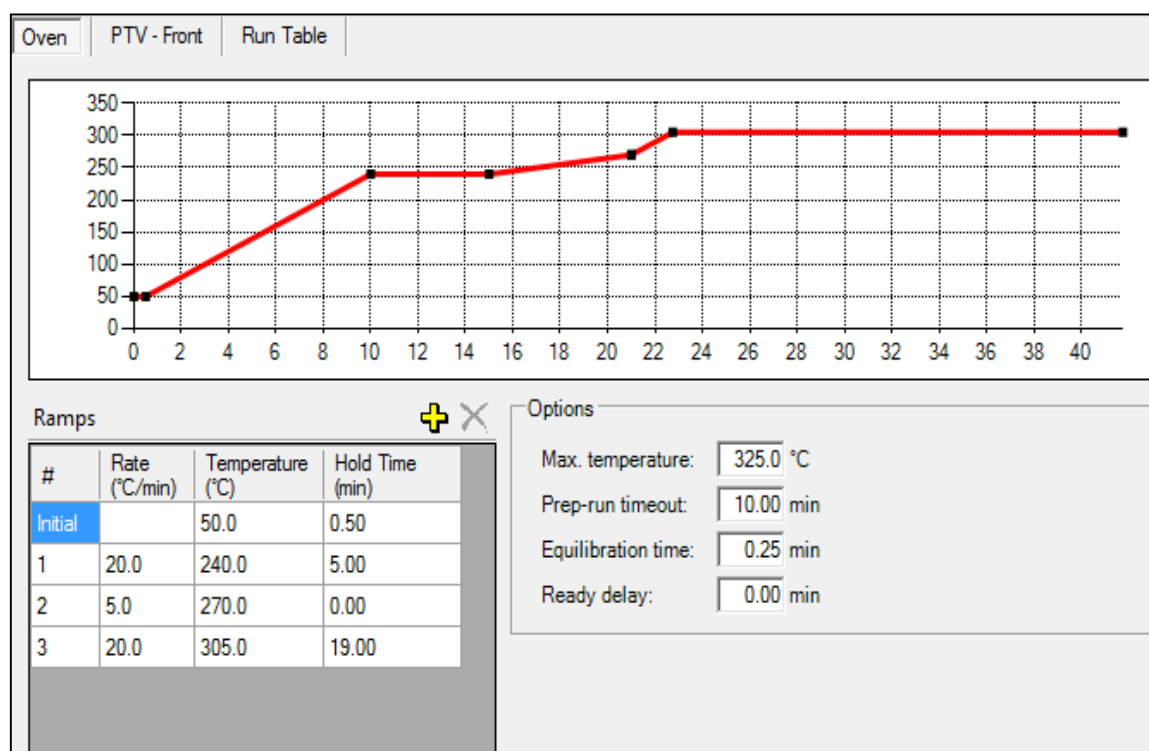 Oven PTV - Front Run Table
350
300
250
200
150
100
50
0
0 2 4 6 8 10 12 14 16 18 20 22 24 26 28 30 32 34 36 38 40
Ramps
# Rate (°C/min) Temperature (°C) Hold Time (min)
Initial 50.0 0.50
1 20.0 240.0 5.00
2 5.0 270.0 0.00
3 20.0 305.0 19.00
Options
Max. temperature: 325.0 °C
Prep-run timeout: 10.00 min
Equilibration time: 0.25 min
Ready delay: 0.00 min